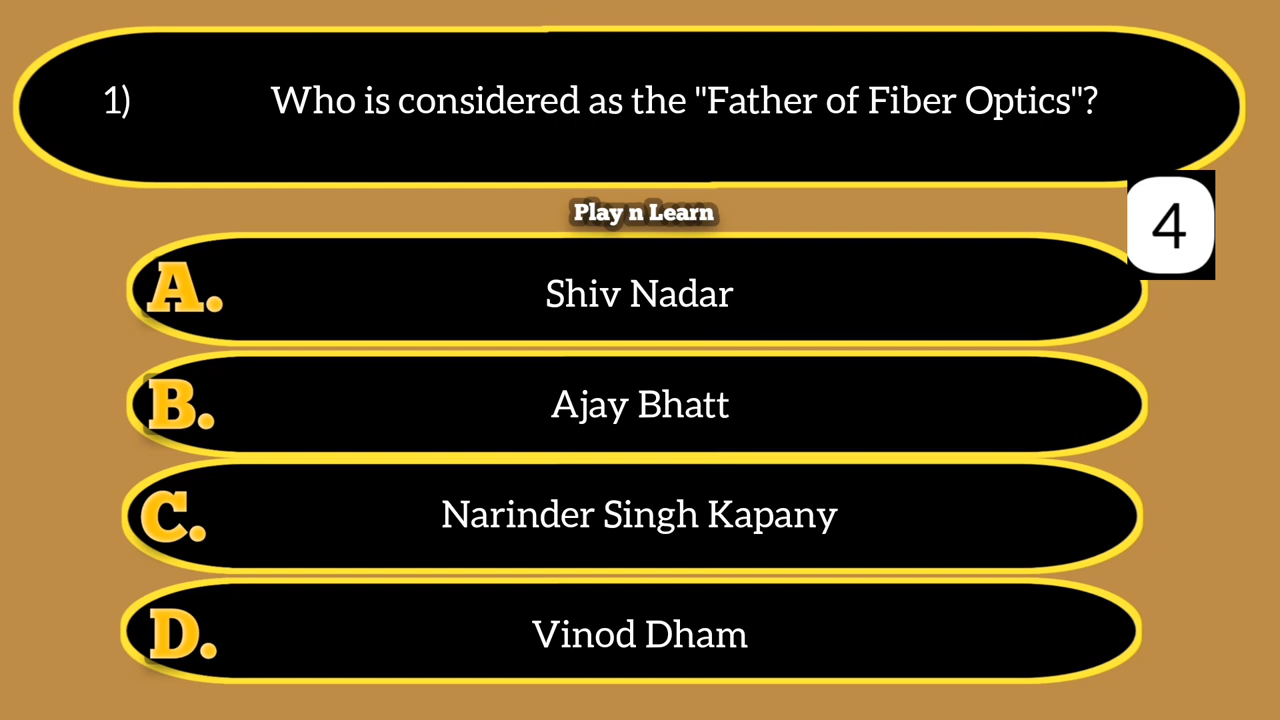 1) Who is considered as the "Father of Fiber Optics"?
Play n Learn
4
A. Shiv Nadar
B. Ajay Bhatt
C. Narinder Singh Kapany
D. Vinod Dham